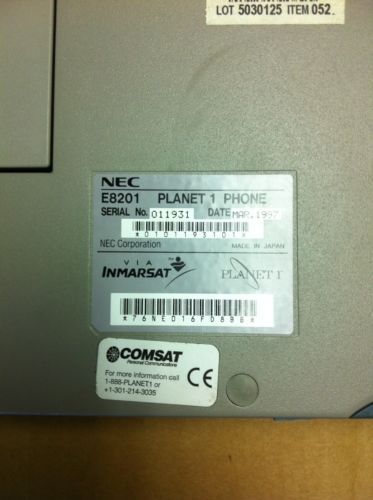 LOT 5030125 ITEM 052.
NEC
E8201 PLANET 1 PHONE
SERIAL No. 011931 DATE MAR.1997
*0101193101*
NEC Corporation MADE IN JAPAN
VIA
INMARSAT PLANET 1
*76NE016FD89B*
COMSAT
Personal Communications
For more information call
1-888-PLANET1 or
+1-301-214-3035
CE